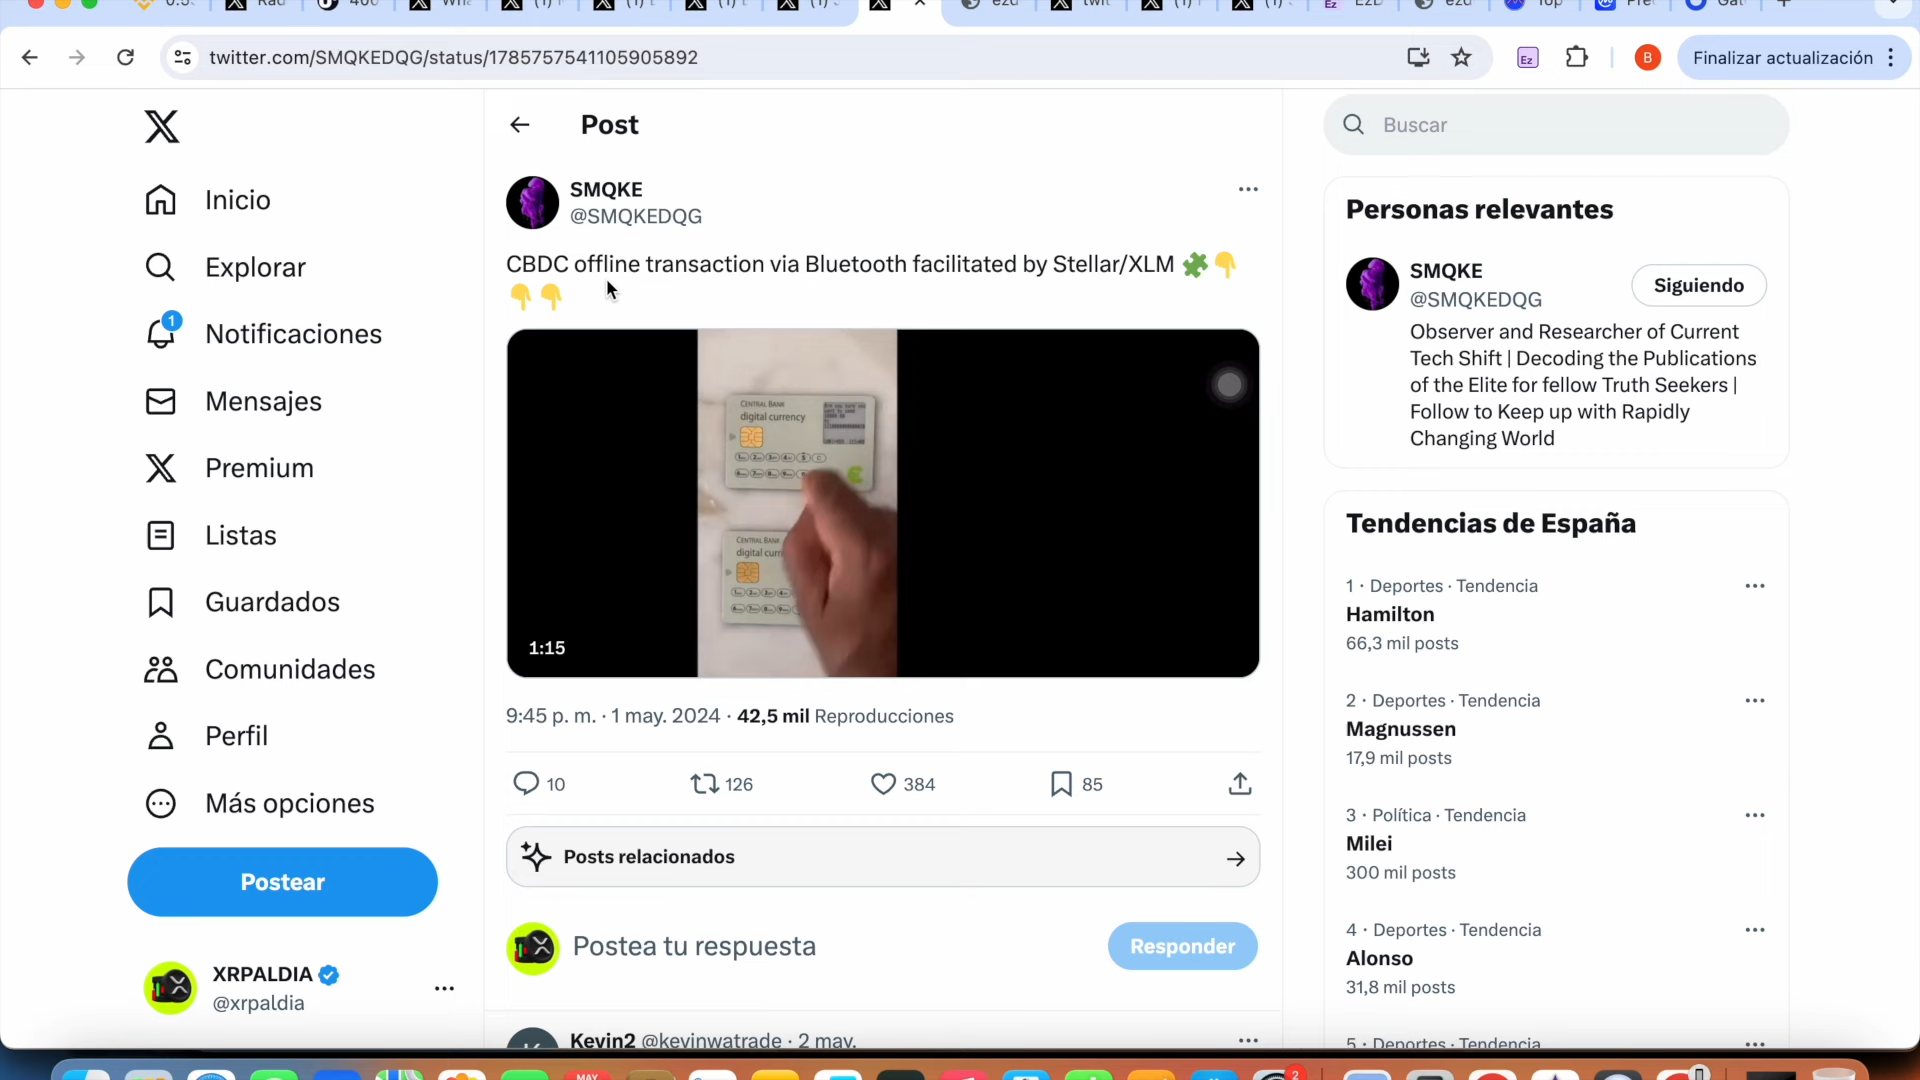 twitter.com/SMQKEDQG/status/1785757541105905892
Finalizar actualización
Ez
B
Post
Buscar
Inicio
Explorar
1
Notificaciones
Mensajes
Premium
Listas
Guardados
Comunidades
Perfil
Más opciones
Postear
XRPALDIA
@xrpaldia
SMQKE
@SMQKEDQG
CBDC offline transaction via Bluetooth facilitated by Stellar/XLM
CENTRAL BANK
digital currency
CENTRAL BANK
1:15
9:45 p. m. · 1 may. 2024 · 42,5 mil Reproducciones
10 126 384 85
Posts relacionados
Postea tu respuesta
Responder
Kevin2 @kevinwatrade · 2 may.
Personas relevantes
SMQKE
@SMQKEDQG
Siguiendo
Observer and Researcher of Current
Tech Shift | Decoding the Publications
of the Elite for fellow Truth Seekers |
Follow to Keep up with Rapidly
Changing World
Tendencias de España
1 · Deportes · Tendencia
Hamilton
66,3 mil posts
2 · Deportes · Tendencia
Magnussen
17,9 mil posts
3 · Política · Tendencia
Milei
300 mil posts
4 · Deportes · Tendencia
Alonso
31,8 mil posts
5 · Deportes · Tendencia
MAY
2